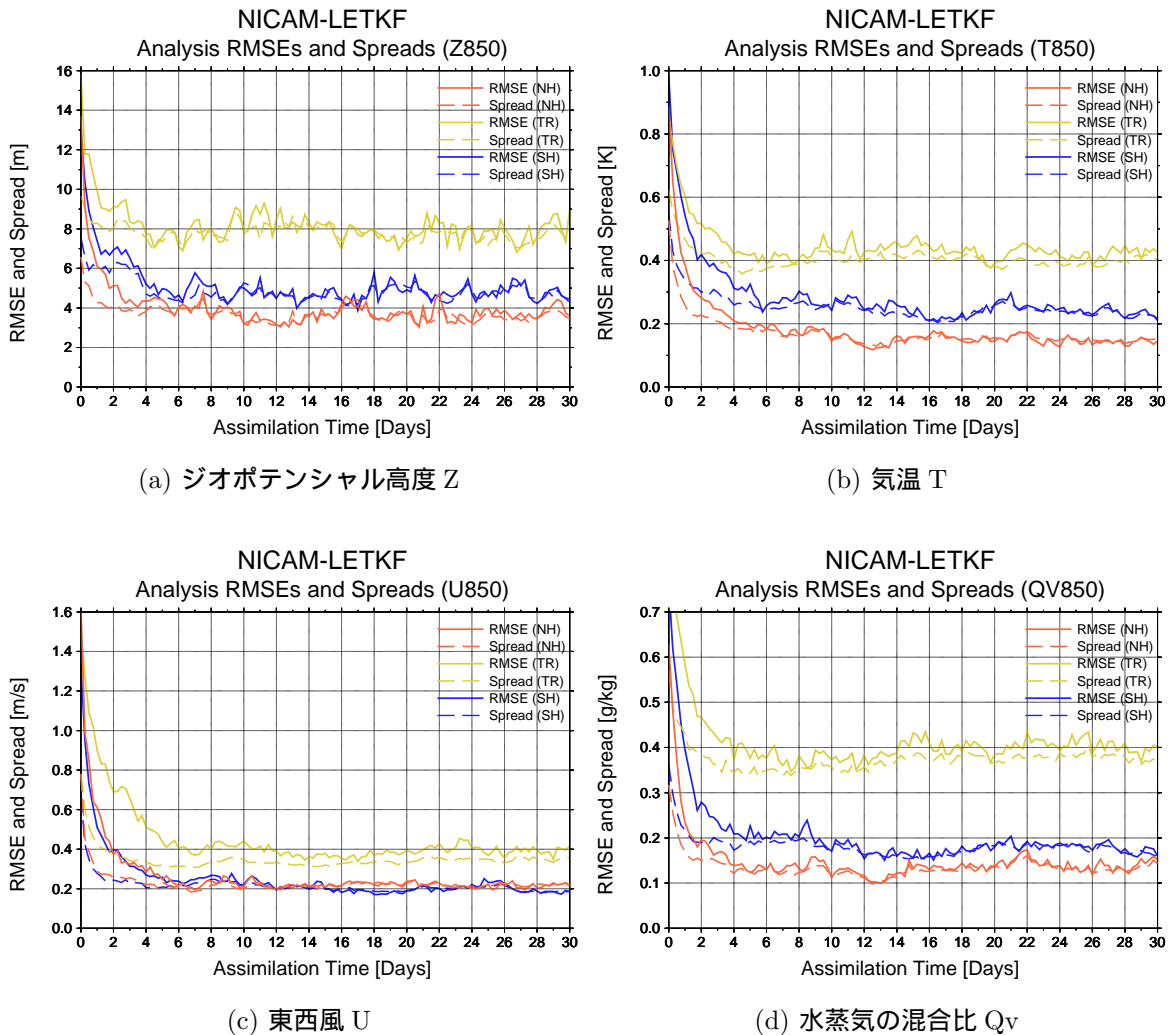 NICAM-LETKF
Analysis RMSEs and Spreads (Z850)
RMSE and Spread [m]
16
14
12
10
8
6
4
2
0
RMSE (NH)
Spread (NH)
RMSE (TR)
Spread (TR)
RMSE (SH)
Spread (SH)
0 2 4 6 8 10 12 14 16 18 20 22 24 26 28 30
Assimilation Time [Days]
(a) ジオポテンシャル高度 Z
NICAM-LETKF
Analysis RMSEs and Spreads (T850)
RMSE and Spread [K]
1.0
0.8
0.6
0.4
0.2
0.0
RMSE (NH)
Spread (NH)
RMSE (TR)
Spread (TR)
RMSE (SH)
Spread (SH)
0 2 4 6 8 10 12 14 16 18 20 22 24 26 28 30
Assimilation Time [Days]
(b) 気温 T
NICAM-LETKF
Analysis RMSEs and Spreads (U850)
RMSE and Spread [m/s]
1.6
1.4
1.2
1.0
0.8
0.6
0.4
0.2
0.0
RMSE (NH)
Spread (NH)
RMSE (TR)
Spread (TR)
RMSE (SH)
Spread (SH)
0 2 4 6 8 10 12 14 16 18 20 22 24 26 28 30
Assimilation Time [Days]
(c) 東西風 U
NICAM-LETKF
Analysis RMSEs and Spreads (QV850)
RMSE and Spread [g/kg]
0.7
0.6
0.5
0.4
0.3
0.2
0.1
0.0
RMSE (NH)
Spread (NH)
RMSE (TR)
Spread (TR)
RMSE (SH)
Spread (SH)
0 2 4 6 8 10 12 14 16 18 20 22 24 26 28 30
Assimilation Time [Days]
(d) 水蒸気の混合比 Qv